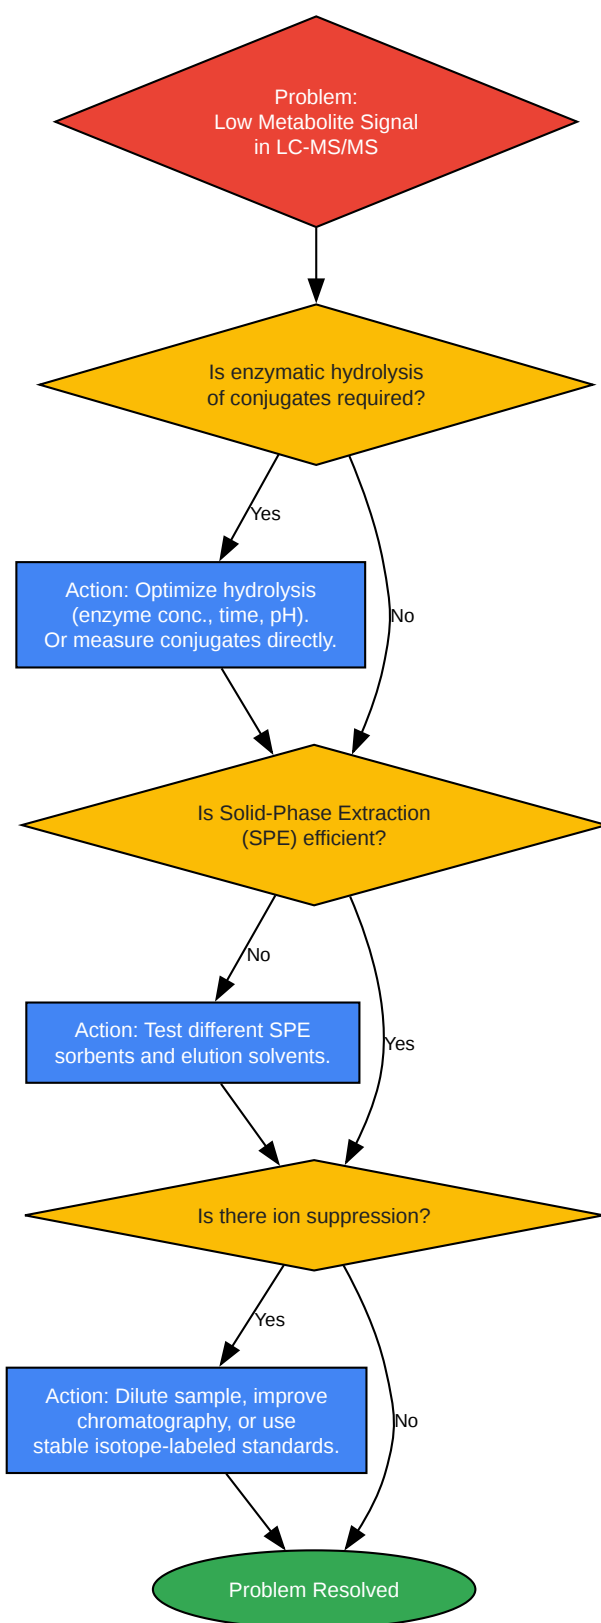 Problem:
Low Metabolite Signal
in LC-MS/MS
Is enzymatic hydrolysis
of conjugates required?
Yes
Action: Optimize hydrolysis
(enzyme conc., time, pH).
Or measure conjugates directly.
No
Is Solid-Phase Extraction
(SPE) efficient?
No
Action: Test different SPE
sorbents and elution solvents.
Yes
Is there ion suppression?
Yes
Action: Dilute sample, improve
chromatography, or use
stable isotope-labeled standards.
No
Problem Resolved